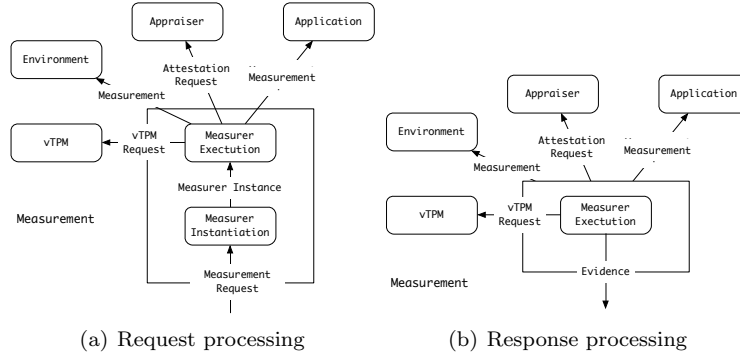 Appraiser
Application
Environment
Attestation
Request
Measurement
Measurement
vTPM
vTPM
Request
Measurer
Exectution
Measurer Instance
Measurement
Measurer
Instantiation
Measurement
Request
(a) Request processing
Appraiser
Application
Environment
Attestation
Request
Measurement
Measurement
vTPM
vTPM
Request
Measurer
Exectution
Evidence
Measurement
(b) Response processing